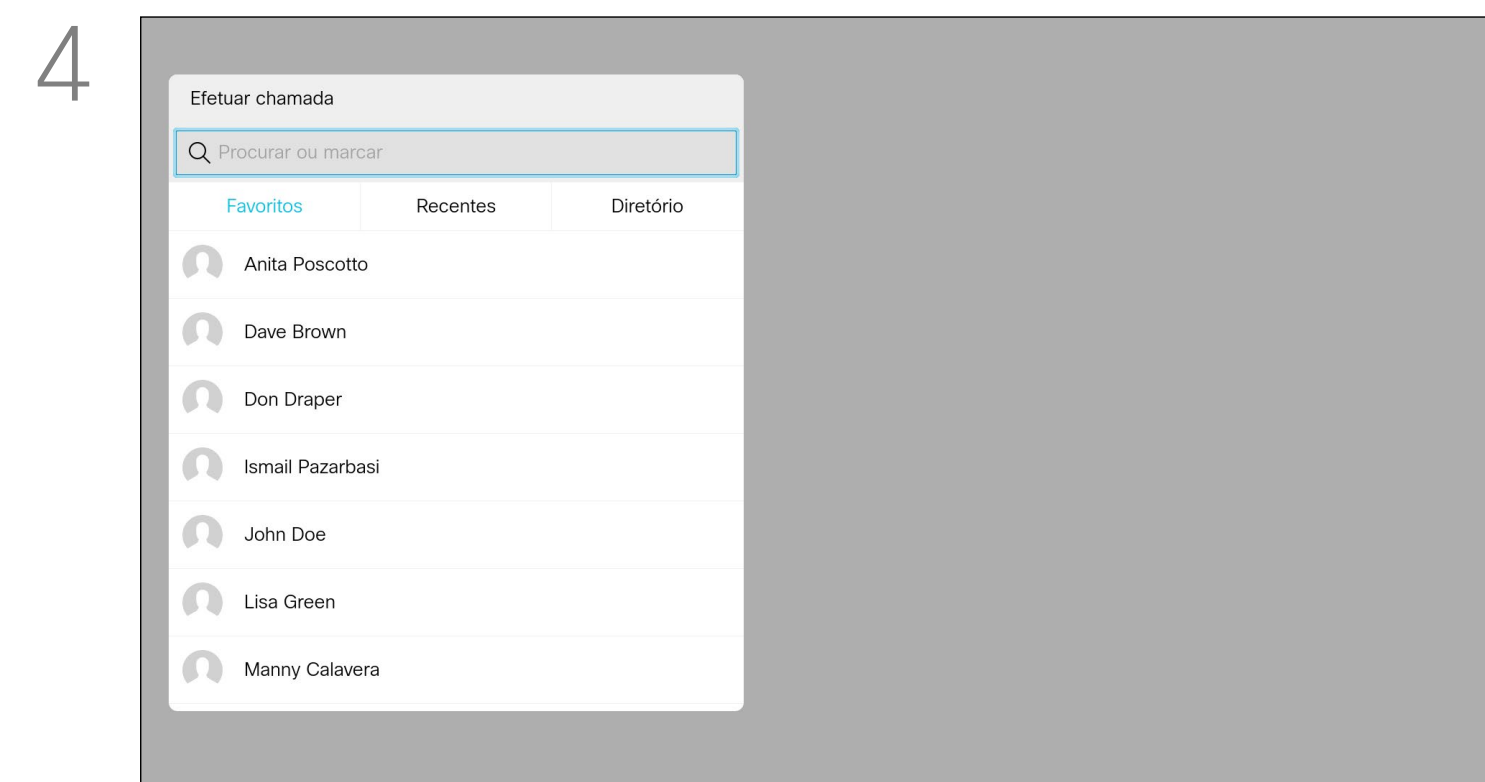 4
Efetuar chamada
Procurar ou marcar
Favoritos Recentes Diretório
Anita Poscotto
Dave Brown
Don Draper
Ismail Pazarbasi
John Doe
Lisa Green
Manny Calavera